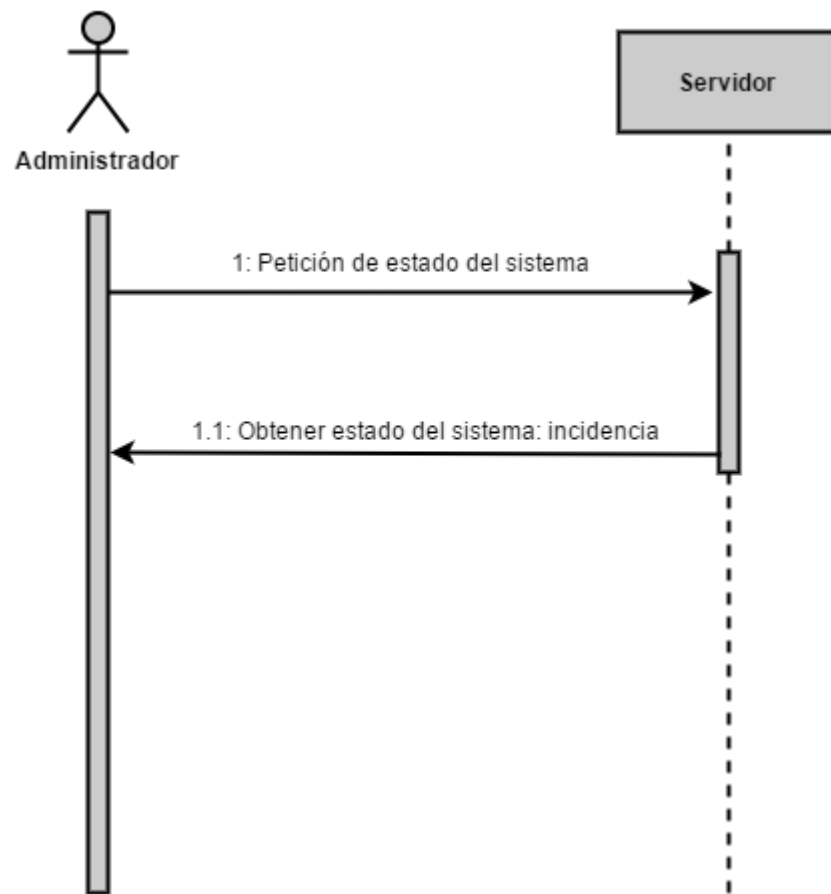 Servidor
Administrador
1: Petición de estado del sistema
1.1: Obtener estado del sistema: incidencia